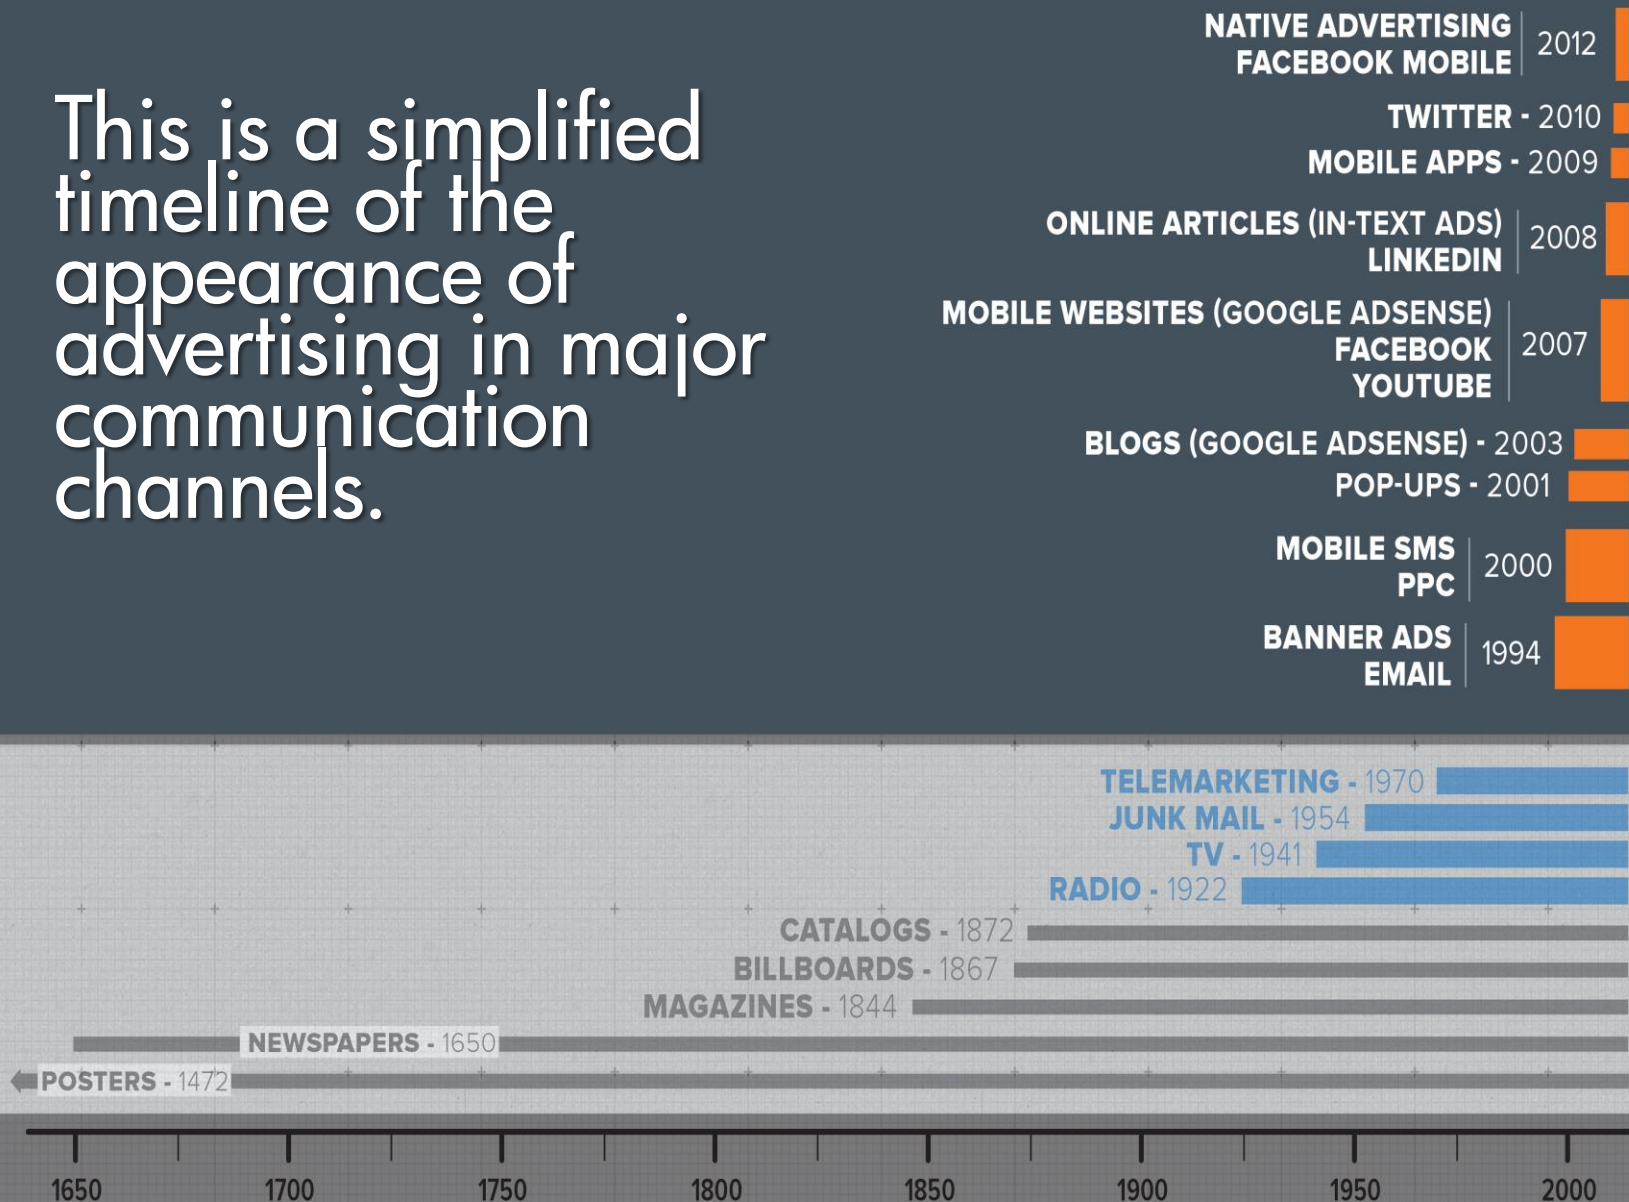 This is a simplified
timeline of the
appearance of
advertising in major
communication
channels.
NATIVE ADVERTISING
FACEBOOK MOBILE
2012
TWITTER - 2010
MOBILE APPS - 2009
ONLINE ARTICLES (IN-TEXT ADS)
LINKEDIN
2008
MOBILE WEBSITES (GOOGLE ADSENSE)
FACEBOOK
YOUTUBE
2007
BLOGS (GOOGLE ADSENSE) - 2003
POP-UPS - 2001
MOBILE SMS
PPC
2000
BANNER ADS
EMAIL
1994
TELEMARKETING - 1970
JUNK MAIL - 1954
TV - 1941
RADIO - 1922
CATALOGS - 1872
BILLBOARDS - 1867
MAGAZINES - 1844
NEWSPAPERS - 1650
POSTERS - 1472
1650 1700 1750 1800 1850 1900 1950 2000